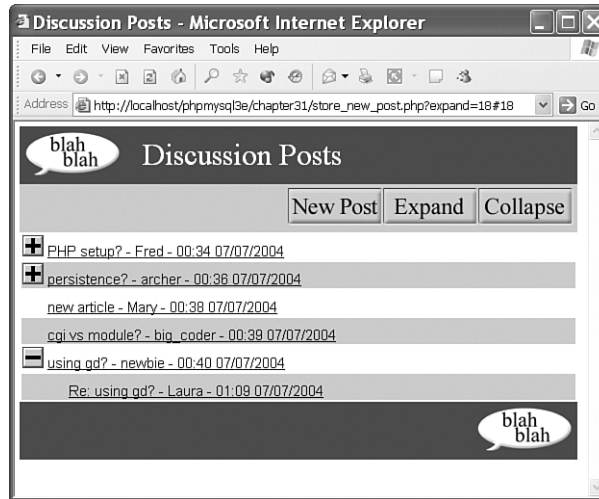 Discussion Posts - Microsoft Internet Explorer
File Edit View Favorites Tools Help
Address http://localhost/phpmysql3e/chapter31/store_new_post.php?expand=18#18 Go
blah
blah
Discussion Posts
New Post Expand Collapse
PHP setup? - Fred - 00:34 07/07/2004
persistence? - archer - 00:36 07/07/2004
new article - Mary - 00:38 07/07/2004
cgi vs module? - big_coder - 00:39 07/07/2004
using gd? - newbie - 00:40 07/07/2004
Re: using gd? - Laura - 01:09 07/07/2004
blah
blah